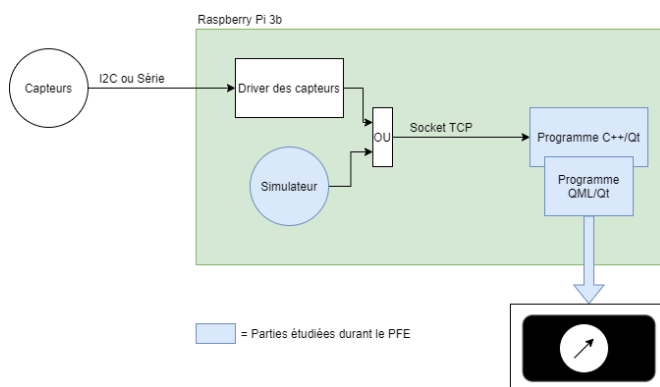 Raspberry Pi 3b
I2C ou Série
Capteurs
Driver des capteurs
OU
Socket TCP
Programme C++/Qt
Simulateur
Programme
QML/Qt
= Parties étudiées durant le PFE